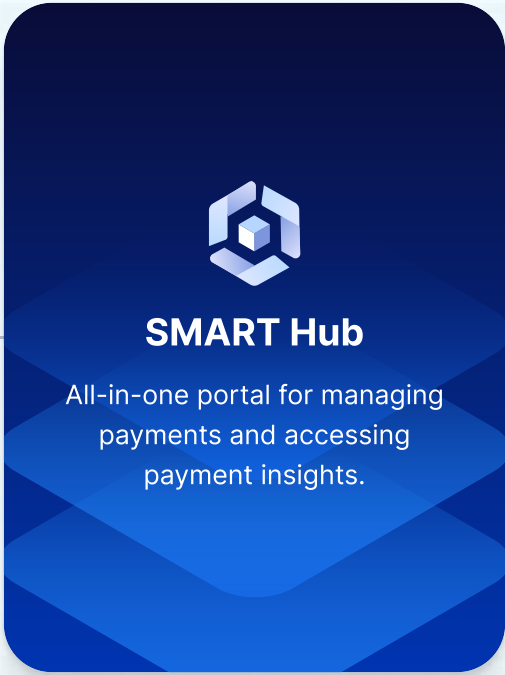 SMART Hub
All-in-one portal for managing
payments and accessing
payment insights.